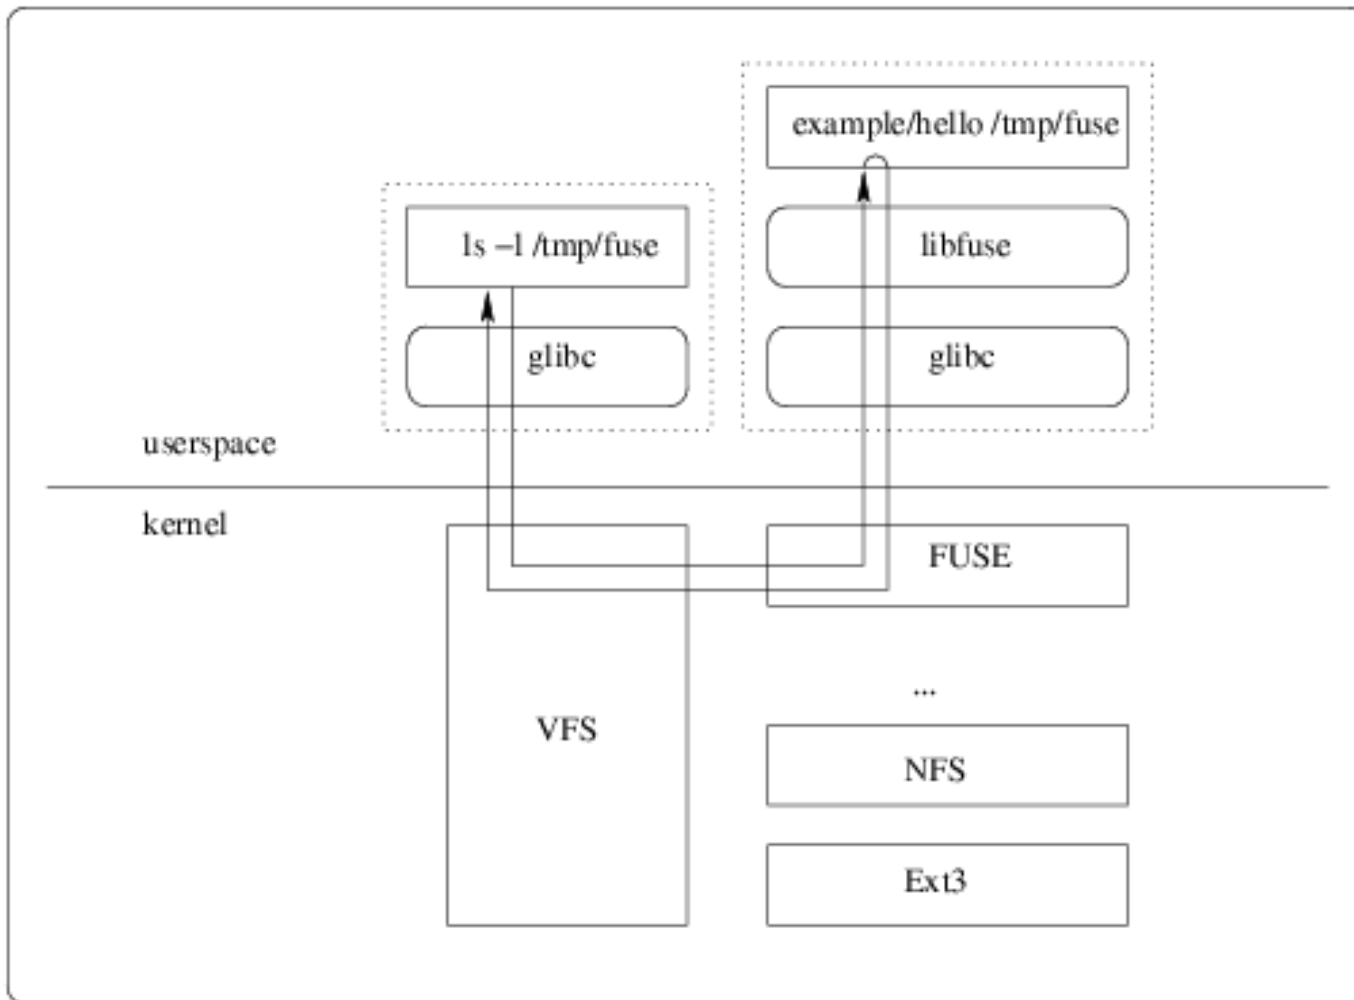 example/hello /tmp/fuse
ls −l /tmp/fuse
libfuse
glibc
glibc
userspace
kernel
FUSE
...
VFS
NFS
Ext3